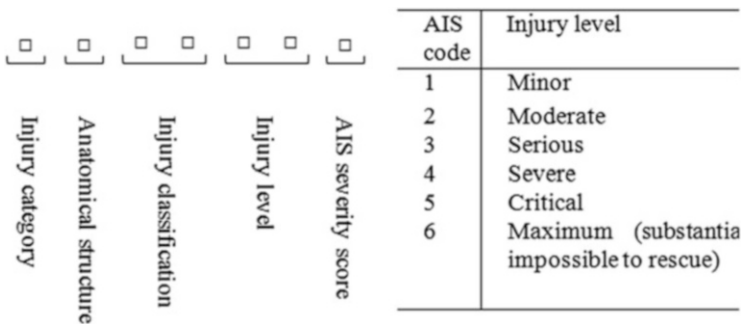 Injury category
Anatomical structure
Injury classification
Injury level
AIS severity score
AIS code Injury level
1 Minor
2 Moderate
3 Serious
4 Severe
5 Critical
6 Maximum (substantia
impossible to rescue)